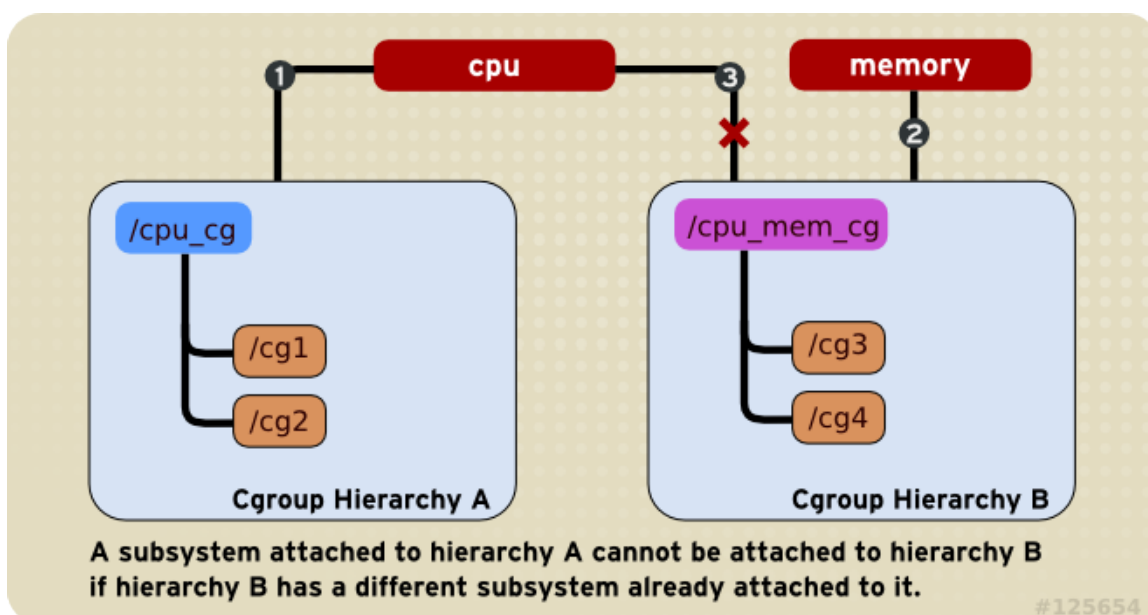 1
cpu
3
memory
2
/cpu_cg
/cg1
/cg2
Cgroup Hierarchy A
/cpu_mem_cg
/cg3
/cg4
Cgroup Hierarchy B
A subsystem attached to hierarchy A cannot be attached to hierarchy B
if hierarchy B has a different subsystem already attached to it.
#125654